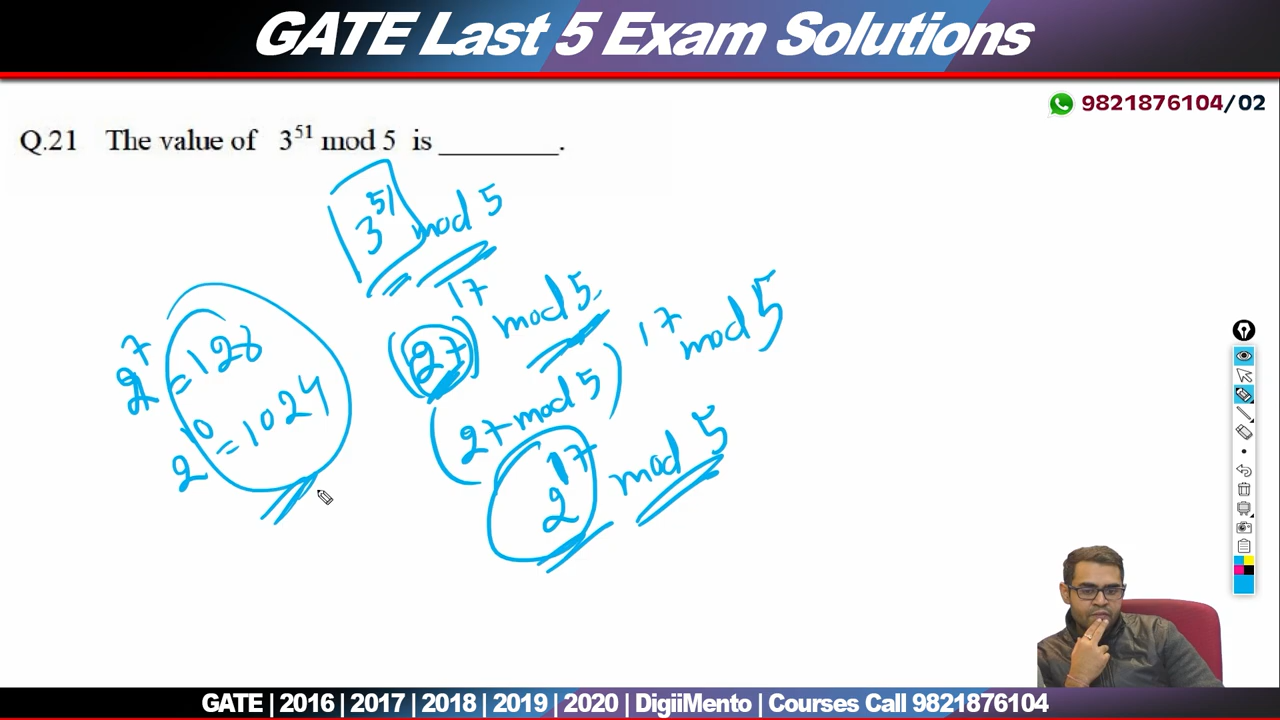 GATE Last 5 Exam Solutions
9821876104/02
Q.21 The value of 3^51 mod 5 is ________.
3^51 mod 5
(27)^17 mod 5
(27 mod 5)^17 mod 5
2^17 mod 5
2^7 = 128
2^10 = 1024
GATE | 2016 | 2017 | 2018 | 2019 | 2020 | DigiiMento | Courses Call 9821876104